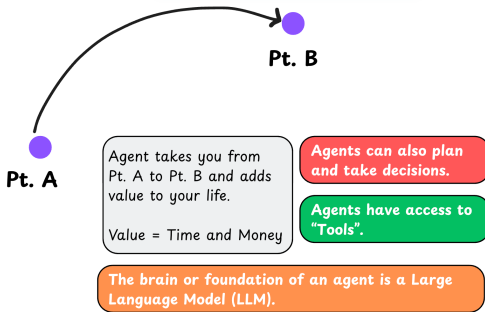 Pt. B
Pt. A
Agent takes you from
Pt. A to Pt. B and adds
value to your life.
Value = Time and Money
Agents can also plan
and take decisions.
Agents have access to
“Tools”.
The brain or foundation of an agent is a Large
Language Model (LLM).